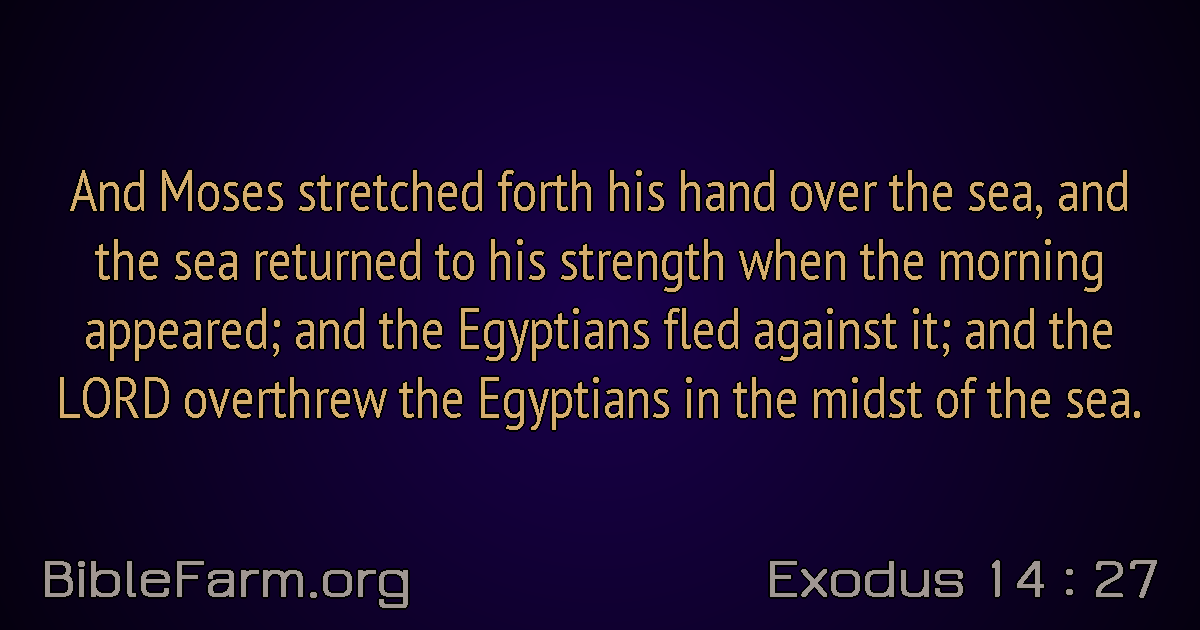 And Moses stretched forth his hand over the sea, and
the sea returned to his strength when the morning
appeared; and the Egyptians fled against it; and the
LORD overthrew the Egyptians in the midst of the sea.
BibleFarm.org
Exodus 14 : 27